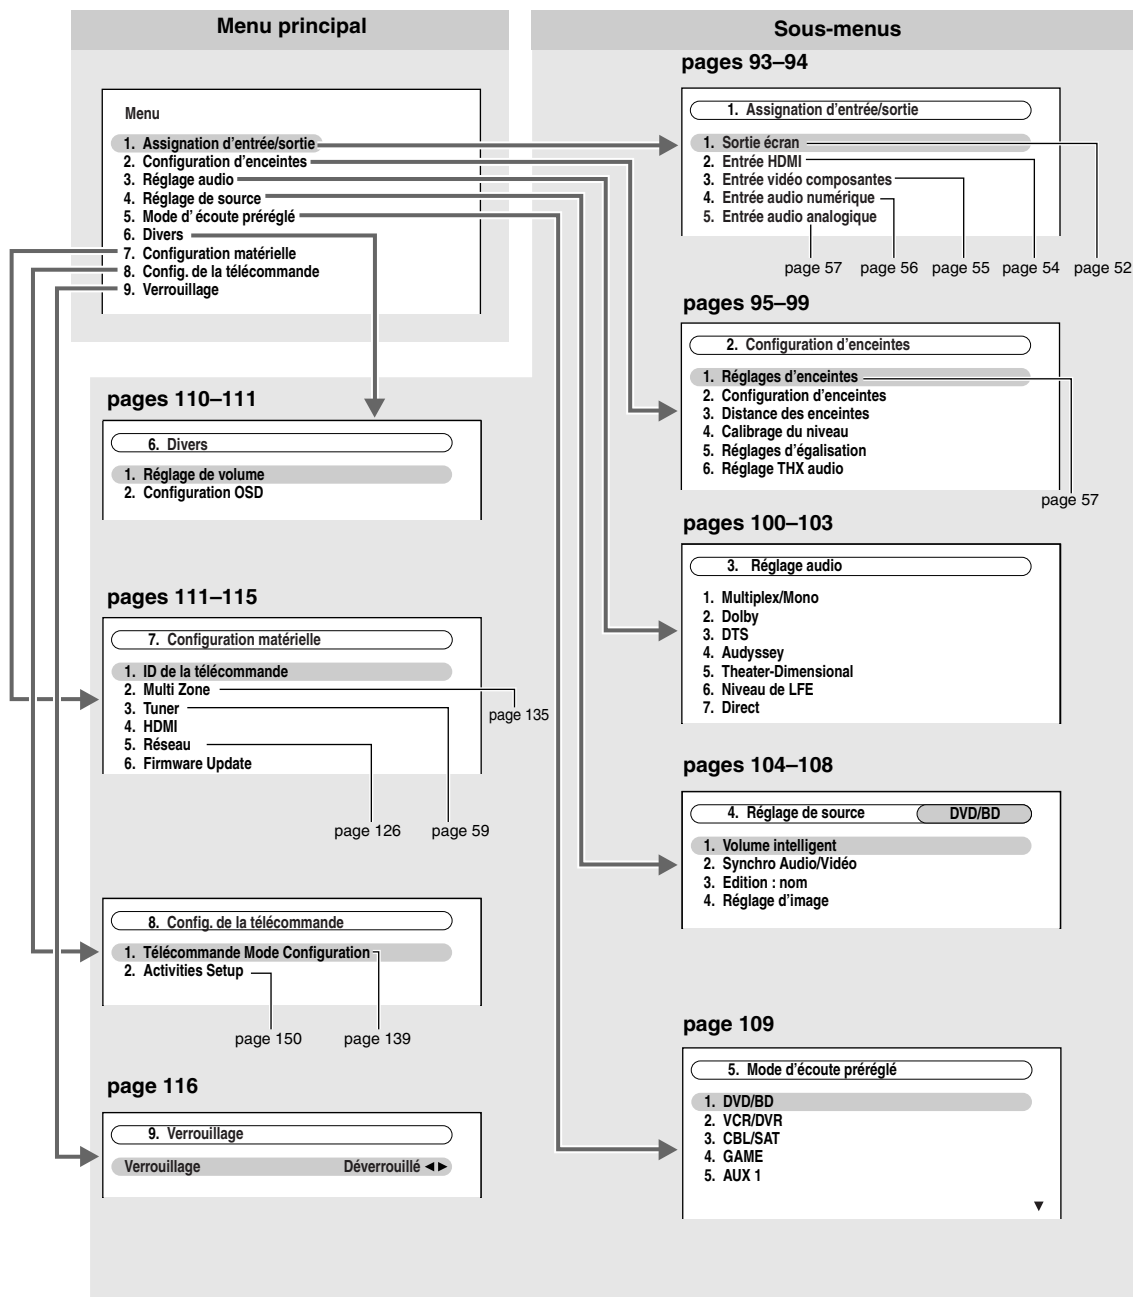 Menu principal
Menu
1. Assignation d'entrée/sortie
2. Configuration d'enceintes
3. Réglage audio
4. Réglage de source
5. Mode d' écoute préréglé
6. Divers
7. Configuration matérielle
8. Config. de la télécommande
9. Verrouillage
Sous-menus
pages 93–94
1. Assignation d'entrée/sortie
1. Sortie écran
2. Entrée HDMI
3. Entrée vidéo composantes
4. Entrée audio numérique
5. Entrée audio analogique
page 57 page 56 page 55 page 54 page 52
pages 95–99
2. Configuration d'enceintes
1. Réglages d'enceintes
2. Configuration d'enceintes
3. Distance des enceintes
4. Calibrage du niveau
5. Réglages d'égalisation
6. Réglage THX audio
page 57
pages 100–103
3. Réglage audio
1. Multiplex/Mono
2. Dolby
3. DTS
4. Audyssey
5. Theater-Dimensional
6. Niveau de LFE
7. Direct
pages 104–108
4. Réglage de source DVD/BD
1. Volume intelligent
2. Synchro Audio/Vidéo
3. Edition : nom
4. Réglage d'image
page 109
5. Mode d'écoute préréglé
1. DVD/BD
2. VCR/DVR
3. CBL/SAT
4. GAME
5. AUX 1
▼
pages 110–111
6. Divers
1. Réglage de volume
2. Configuration OSD
pages 111–115
7. Configuration matérielle
1. ID de la télécommande
2. Multi Zone
3. Tuner
4. HDMI
5. Réseau
6. Firmware Update
page 135
page 126 page 59
8. Config. de la télécommande
1. Télécommande Mode Configuration
2. Activities Setup
page 150 page 139
page 116
9. Verrouillage
Verrouillage Déverrouillé ◄►